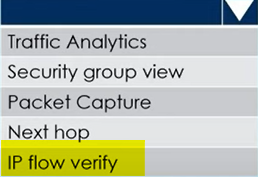 Traffic Analytics
Security group view
Packet Capture
Next hop
IP flow verify